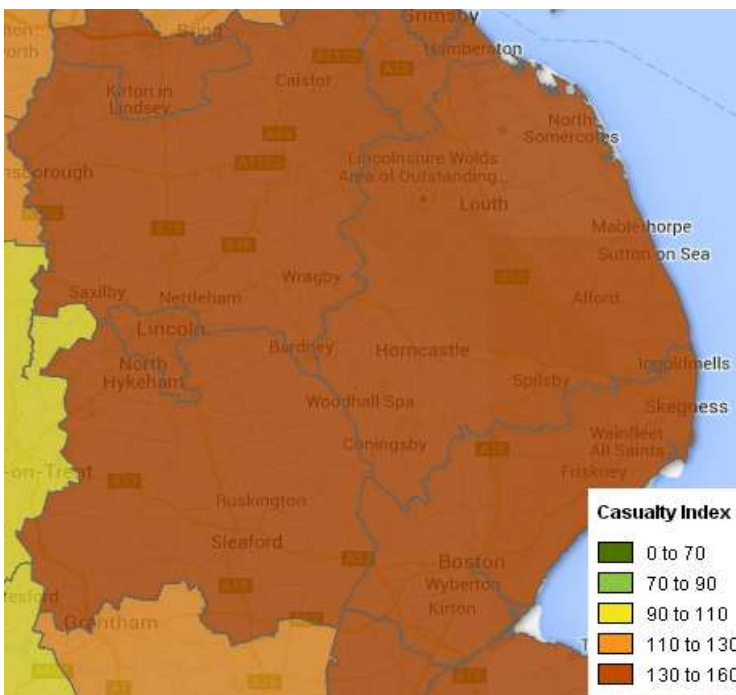 Grimsby
Brigg
Humberston
Caistor
Kirton in
Lindsey
North
Somercotes
Lincolnshire Wolds
Area of Outstanding...
nsborough
Louth
Mablethorpe
Sutton on Sea
Wragby
Saxilby
Nettleham
Alford
Lincoln
Bardney
Horncastle
Ingoldmells
North
Hykeham
Spilsby
Woodhall Spa
Skegness
Coningsby
Wainfleet
All Saints
-on-Trent
Friskney
Ruskington
Sleaford
Boston
Wyberton
Kirton
Grantham
Casualty Index
0 to 70
70 to 90
90 to 110
110 to 130
130 to 160